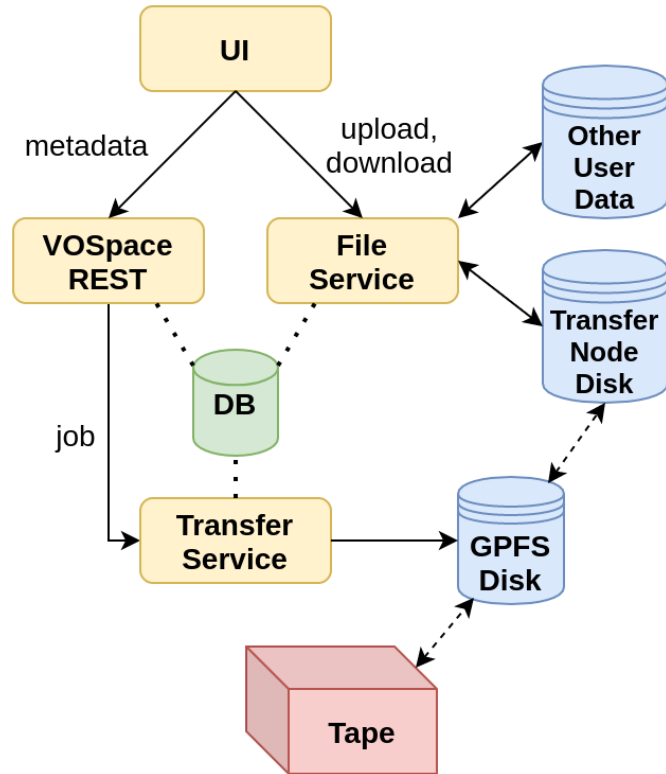 UI
metadata
upload,
download
Other
User
Data
VOSpace
REST
File
Service
Transfer
Node
Disk
DB
job
Transfer
Service
GPFS
Disk
Tape